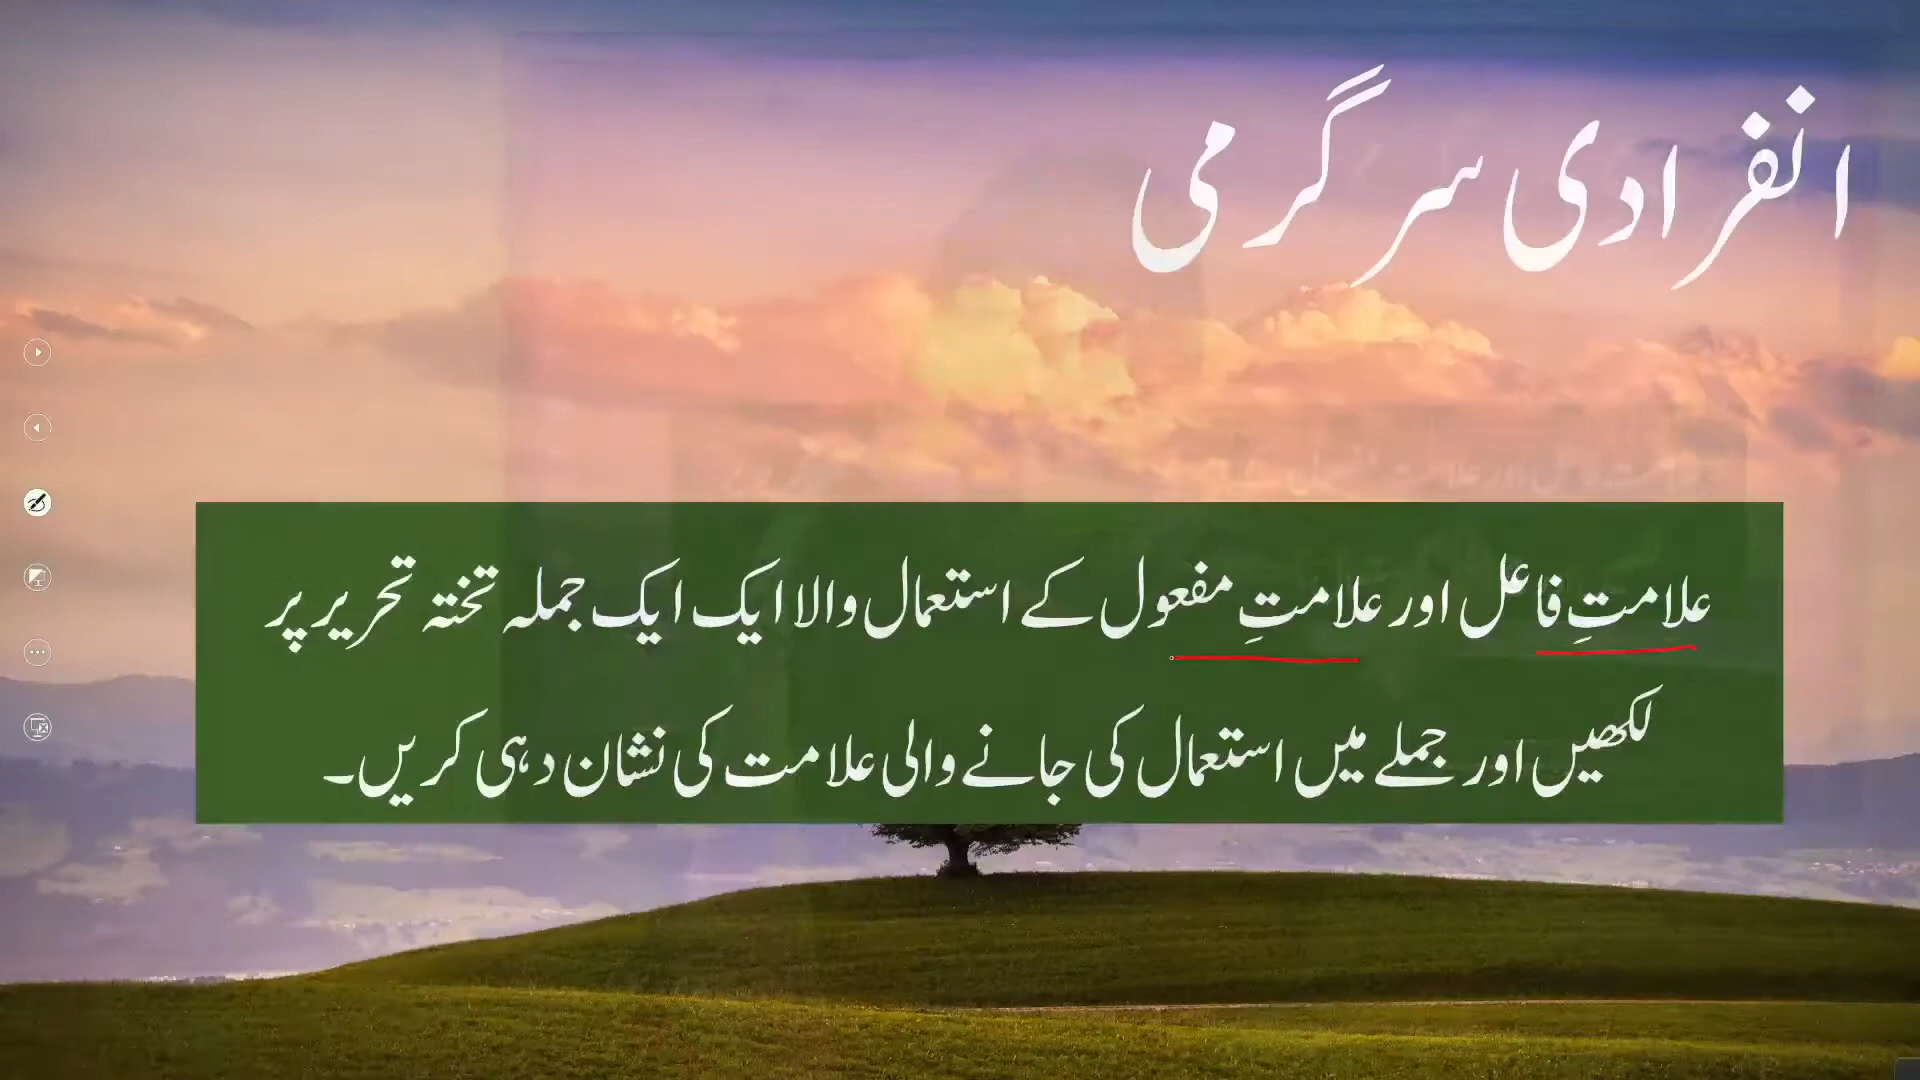 انفرادی سرگرمی
علامتِ فاعل اور علامتِ مفعول کے استعمال والا ایک ایک جملہ تختہ تحریر پر
لکھیں اور جملے میں استعمال کی جانے والی علامت کی نشان دہی کریں۔